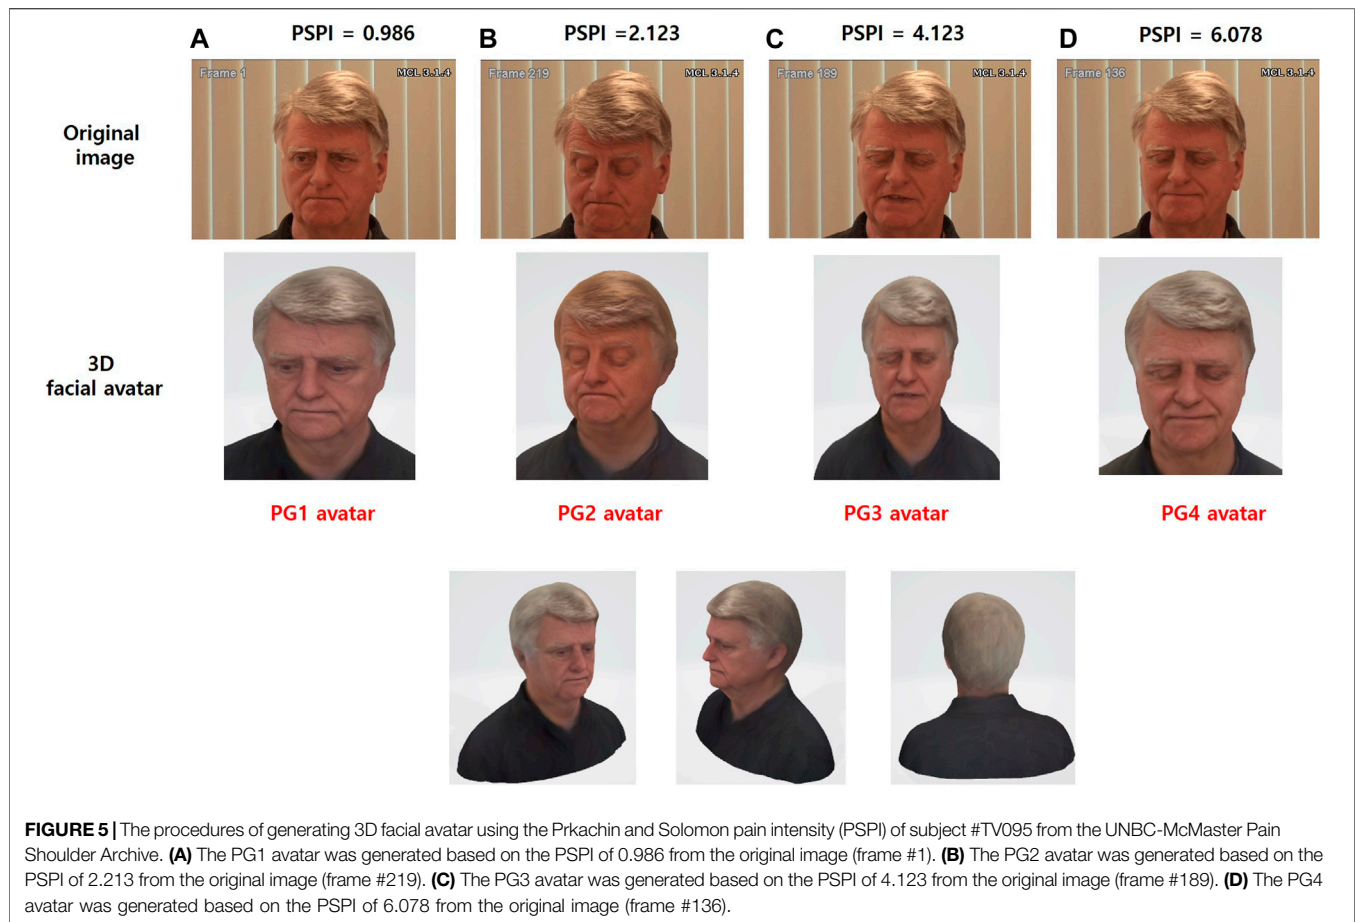 A PSPI = 0.986
B PSPI =2.123
C PSPI = 4.123
D PSPI = 6.078
Original
image
Frame 1 MCL 3.1.4
Frame 219 MCL 3.1.4
Frame 189 MCL 3.1.4
Frame 136 MCL 3.1.4
3D
facial avatar
PG1 avatar
PG2 avatar
PG3 avatar
PG4 avatar
FIGURE 5 | The procedures of generating 3D facial avatar using the Prkachin and Solomon pain intensity (PSPI) of subject #TV095 from the UNBC-McMaster Pain
Shoulder Archive. (A) The PG1 avatar was generated based on the PSPI of 0.986 from the original image (frame #1). (B) The PG2 avatar was generated based on the
PSPI of 2.213 from the original image (frame #219). (C) The PG3 avatar was generated based on the PSPI of 4.123 from the original image (frame #189). (D) The PG4
avatar was generated based on the PSPI of 6.078 from the original image (frame #136).